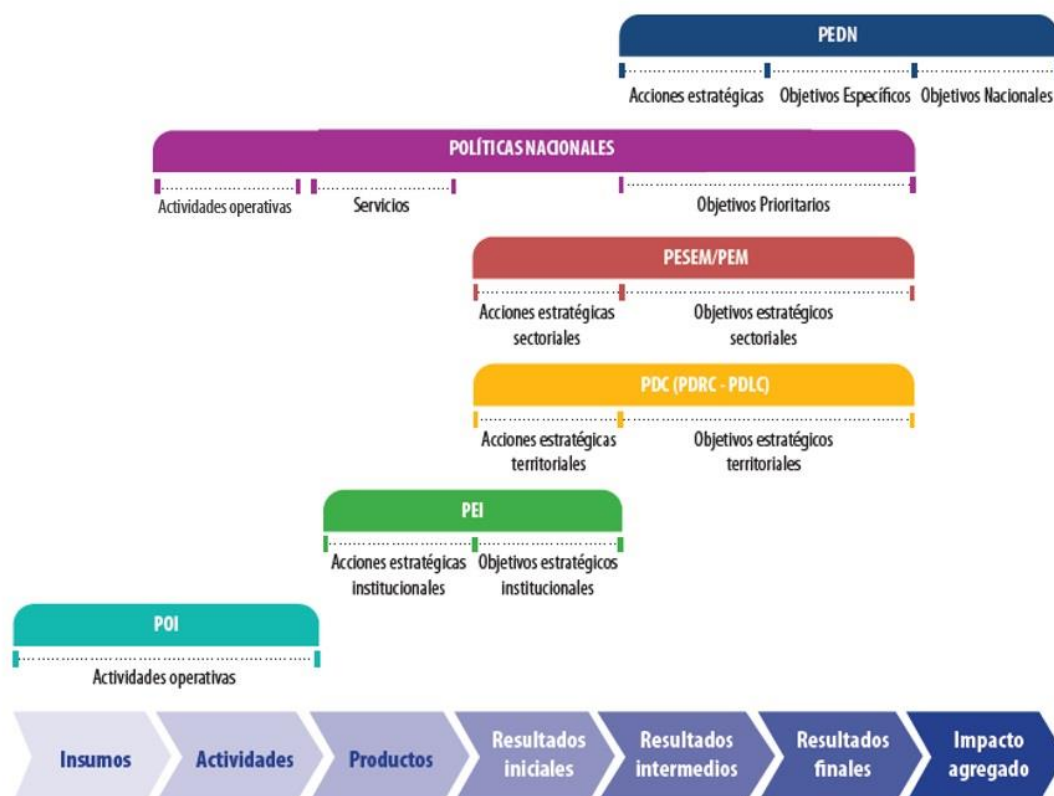 PEDN
Acciones estratégicas
Objetivos Específicos
Objetivos Nacionales
POLÍTICAS NACIONALES
Actividades operativas
Servicios
Objetivos Prioritarios
PESEM/PEM
Acciones estratégicas
sectoriales
Objetivos estratégicos
sectoriales
PDC (PDRC - PDLC)
Acciones estratégicas
territoriales
Objetivos estratégicos
territoriales
PEI
Acciones estratégicas
institucionales
Objetivos estratégicos
institucionales
POI
Actividades operativas
Insumos
Actividades
Productos
Resultados
iniciales
Resultados
intermedios
Resultados
finales
Impacto
agregado